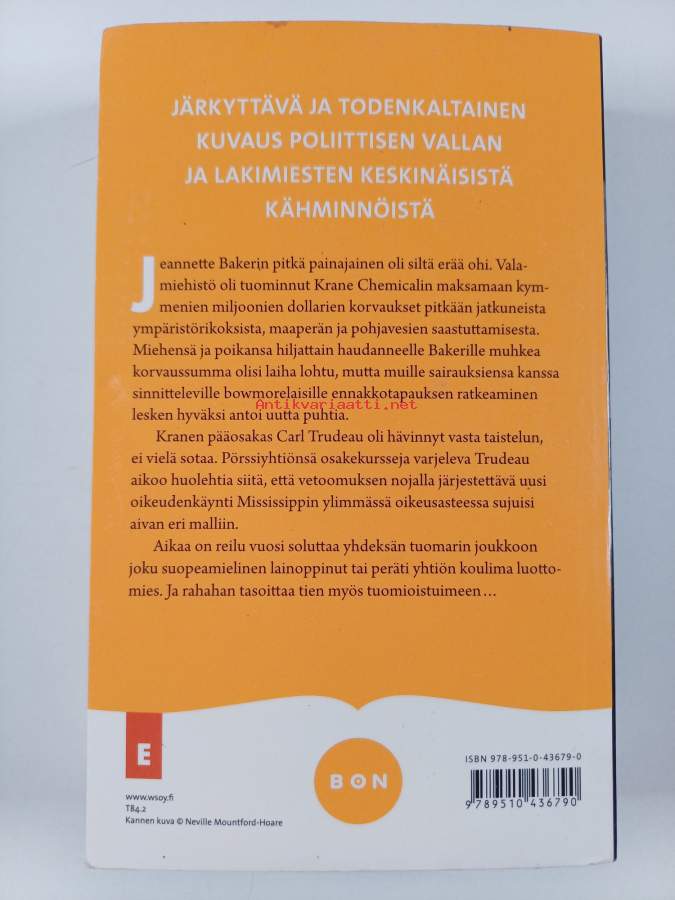 JÄRKYTTÄVÄ JA TODENKALTAINEN
KUVAUS POLIITTISEN VALLAN
JA LAKIMIESTEN KESKINÄISISTÄ
KÄHMINNÖISTÄ
Jeannette Bakerin pitkä painajainen oli siltä erää ohi. Vala-
miehistö oli tuominnut Krane Chemicalin maksamaan kym-
menien miljoonien dollarien korvaukset pitkään jatkuneista
ympäristörikoksista, maaperän ja pohjavesien saastuttamisesta.
Miehensä ja poikansa hiljattain haudanneelle Bakerille muhkea
korvaussumma olisi laiha lohtu, mutta muille sairauksiensa kanssa
sinnitteleville bowmorelaisille ennakkotapauksen ratkeaminen
Antikvariaatti.net
lesken hyväksi antoi uutta puhtia.
Kranen pääosakas Carl Trudeau oli hävinnyt vasta taistelun,
ei vielä sotaa. Pörssiyhtiönsä osakekursseja varjeleva Trudeau
aikoo huolehtia siitä, että vetoomuksen nojalla järjestettävä uusi
oikeudenkäynti Mississippin ylimmässä oikeusasteessa sujuisi
aivan eri malliin.
Aikaa on reilu vuosi soluttaa yhdeksän tuomarin joukkoon
joku suopeamielinen lainoppinut tai peräti yhtiön koulima luotto-
mies. Ja rahahan tasoittaa tien myös tuomioistuimeen...
E
BON
ISBN 978-951-0-43679-0
9 789510 436790
www.wsoy.fi
T84.2
Kannen kuva © Neville Mountford-Hoare